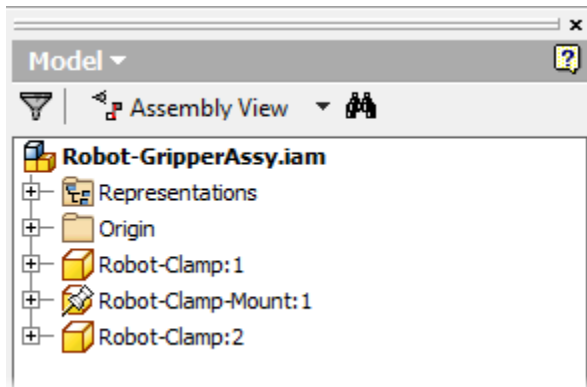 Model
Assembly View
Robot-GripperAssy.iam
Representations
Origin
Robot-Clamp:1
Robot-Clamp-Mount:1
Robot-Clamp:2